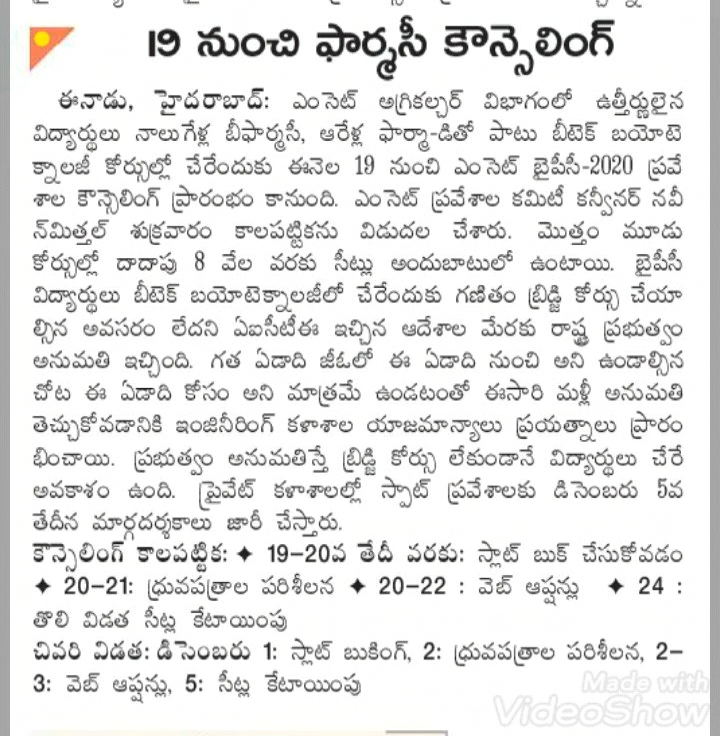 19 నుంచి ఫార్మసీ కౌన్సెలింగ్
ఈనాడు, హైదరాబాద్: ఎంసెట్ అగ్రికల్చర్ విభాగంలో ఉత్తీర్ణులైన
విద్యార్థులు నాలుగేళ్ల బీఫార్మసీ, ఆరేళ్ల ఫార్మా-డితో పాటు బీటెక్ బయోటె
క్నాలజీ కోర్సుల్లో చేరేందుకు ఈనెల 19 నుంచి ఎంసెట్ బైపీసీ-2020 ప్రవే
శాల కౌన్సెలింగ్ ప్రారంభం కానుంది. ఎంసెట్ ప్రవేశాల కమిటీ కన్వీనర్ నవీ
న్‌మిత్తల్ శుక్రవారం కాలపట్టికను విడుదల చేశారు. మొత్తం మూడు
కోర్సుల్లో దాదాపు 8 వేల వరకు సీట్లు అందుబాటులో ఉంటాయి. బైపీసీ
విద్యార్థులు బీటెక్ బయోటెక్నాలజీలో చేరేందుకు గణితం బ్రిడ్జి కోర్సు చేయా
ల్సిన అవసరం లేదని ఏఐసీటీఈ ఇచ్చిన ఆదేశాల మేరకు రాష్ట్ర ప్రభుత్వం
అనుమతి ఇచ్చింది. గత ఏడాది జీఓలో ఈ ఏడాది నుంచి అని ఉండాల్సిన
చోట ఈ ఏడాది కోసం అని మాత్రమే ఉండటంతో ఈసారి మళ్లీ అనుమతి
తెచ్చుకోవడానికి ఇంజినీరింగ్ కళాశాల యాజమాన్యాలు ప్రయత్నాలు ప్రారం
భించాయి. ప్రభుత్వం అనుమతిస్తే బ్రిడ్జి కోర్సు లేకుండానే విద్యార్థులు చేరే
అవకాశం ఉంది. ప్రైవేట్ కళాశాలల్లో స్పాట్ ప్రవేశాలకు డిసెంబరు 5వ
తేదీన మార్గదర్శకాలు జారీ చేస్తారు.
కౌన్సెలింగ్ కాలపట్టిక: ✦ 19-20వ తేదీ వరకు: స్లాట్ బుక్ చేసుకోవడం
✦ 20-21: ధ్రువపత్రాల పరిశీలన ✦ 20-22 : వెబ్ ఆప్షన్లు ✦ 24 :
తొలి విడత సీట్ల కేటాయింపు
చివరి విడత: డిసెంబరు 1: స్లాట్ బుకింగ్, 2: ధ్రువపత్రాల పరిశీలన, 2-
3: వెబ్ ఆప్షన్లు, 5: సీట్ల కేటాయింపు
Made with
VideoShow